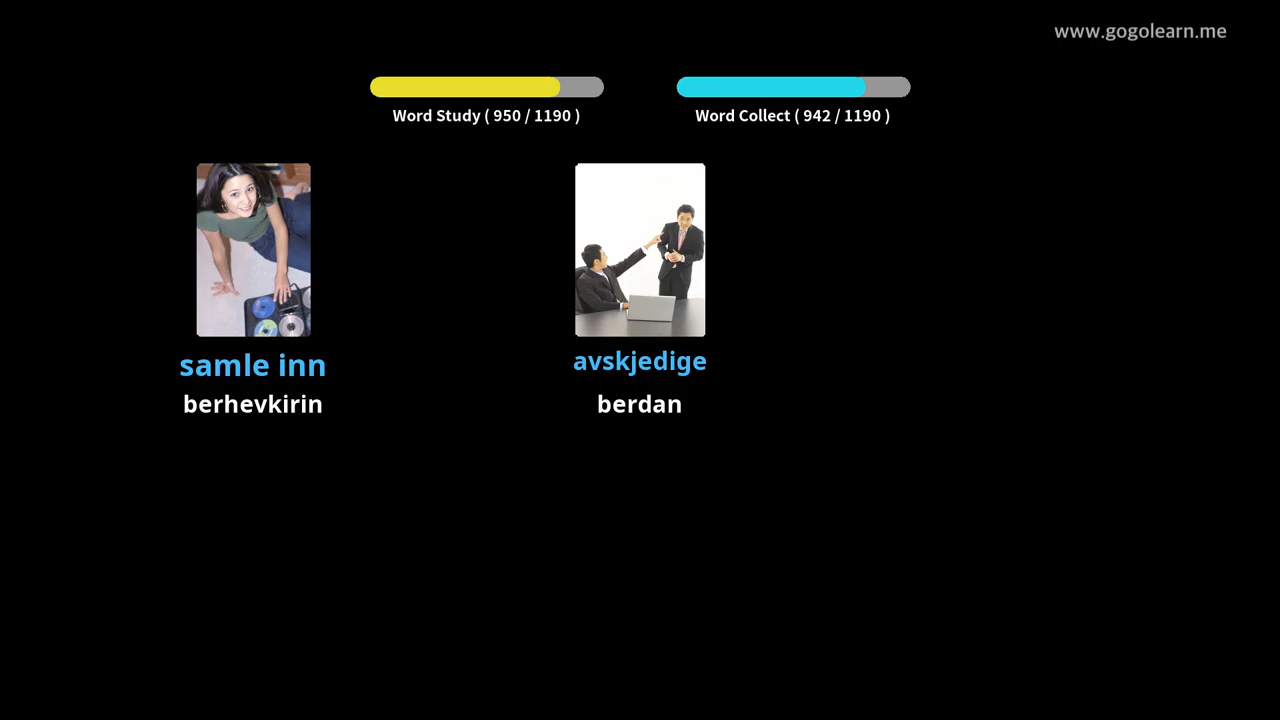 www.gogolearn.me
Word Study ( 950 / 1190 )
Word Collect ( 942 / 1190 )
samle inn
avskjedige
berhevkirin
berdan